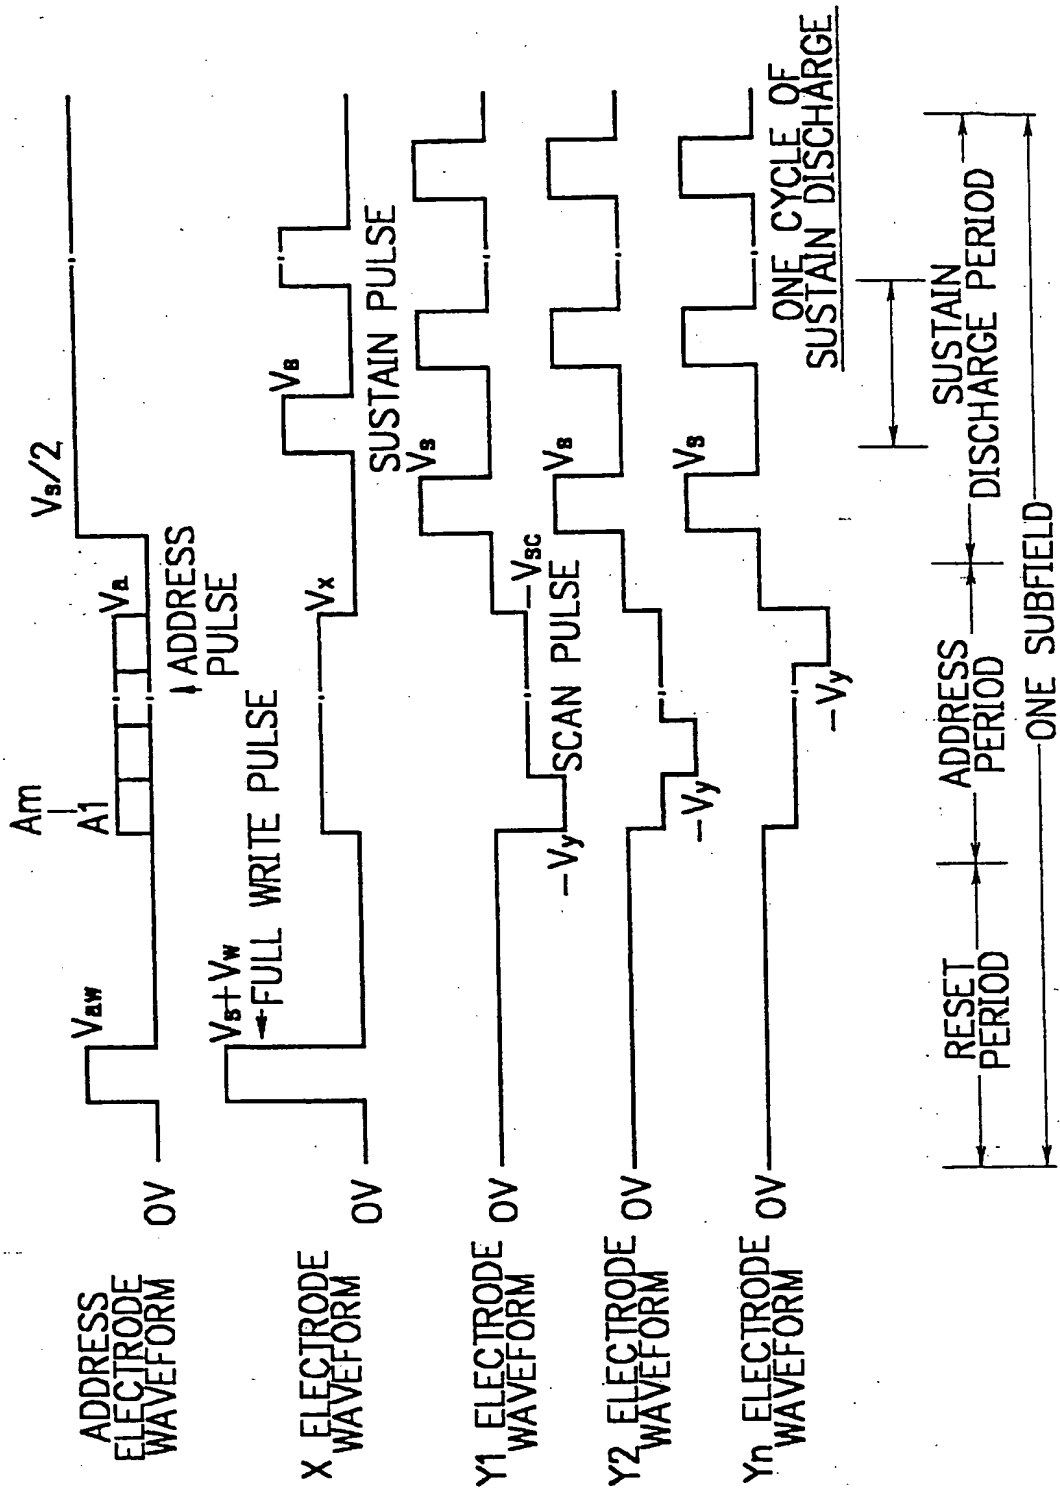 ADDRESS
ELECTRODE
WAVEFORM
0V
Vaw
Am
A1
Va
ADDRESS
PULSE
Vs/2
X ELECTRODE
WAVEFORM
0V
Vs+Vw
FULL WRITE PULSE
Vx
Vs
SUSTAIN PULSE
Y1 ELECTRODE
WAVEFORM
0V
-Vy
SCAN PULSE
-Vsc
Vs
Y2 ELECTRODE
WAVEFORM
0V
-Vy
Vs
Yn ELECTRODE
WAVEFORM
0V
-Vy
Vs
ONE CYCLE OF
SUSTAIN DISCHARGE
RESET
PERIOD
ADDRESS
PERIOD
SUSTAIN
DISCHARGE PERIOD
ONE SUBFIELD